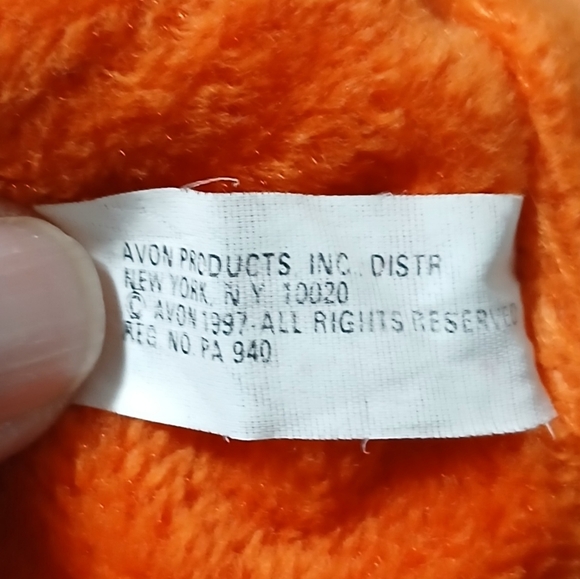 AVON PRODUCTS, INC., DISTR
NEW YORK, N.Y. 10020
© AVON 1997-ALL RIGHTS RESERVED
REG. NO. PA 940